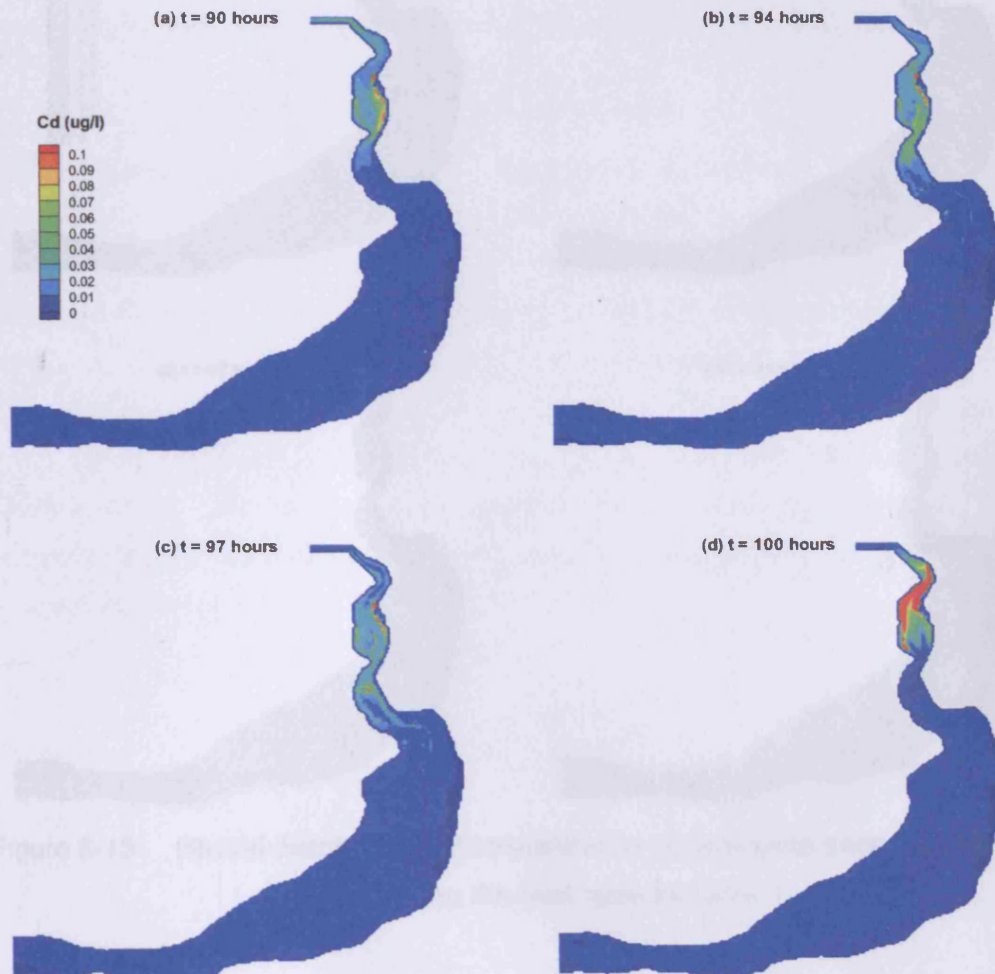 (a) t = 90 hours
(b) t = 94 hours
Cd (ug/l)
0.1
0.09
0.08
0.07
0.06
0.05
0.04
0.03
0.02
0.01
0
(c) t = 97 hours
(d) t = 100 hours